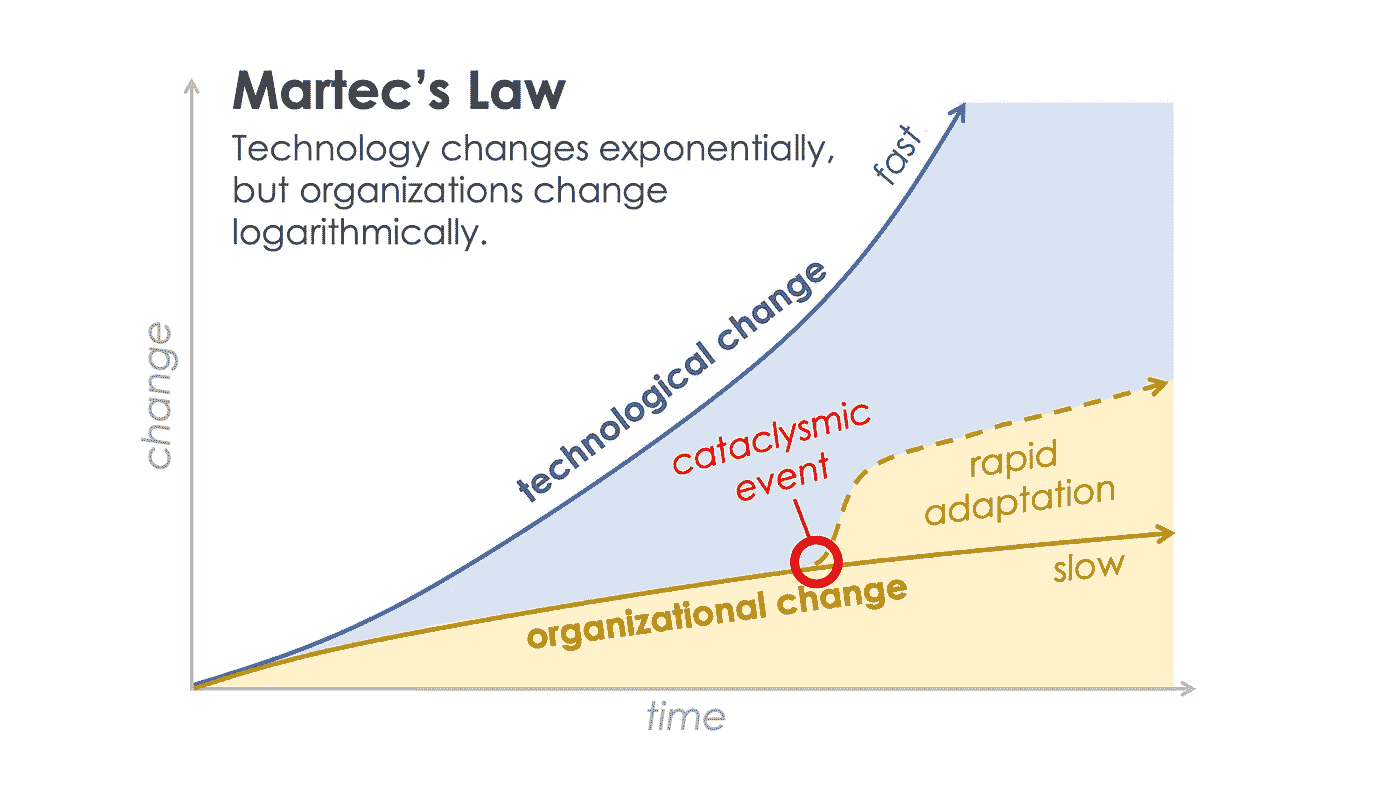 Martec’s Law
Technology changes exponentially,
but organizations change
logarithmically.
fast
technological change
change
cataclysmic
event
rapid
adaptation
slow
organizational change
time